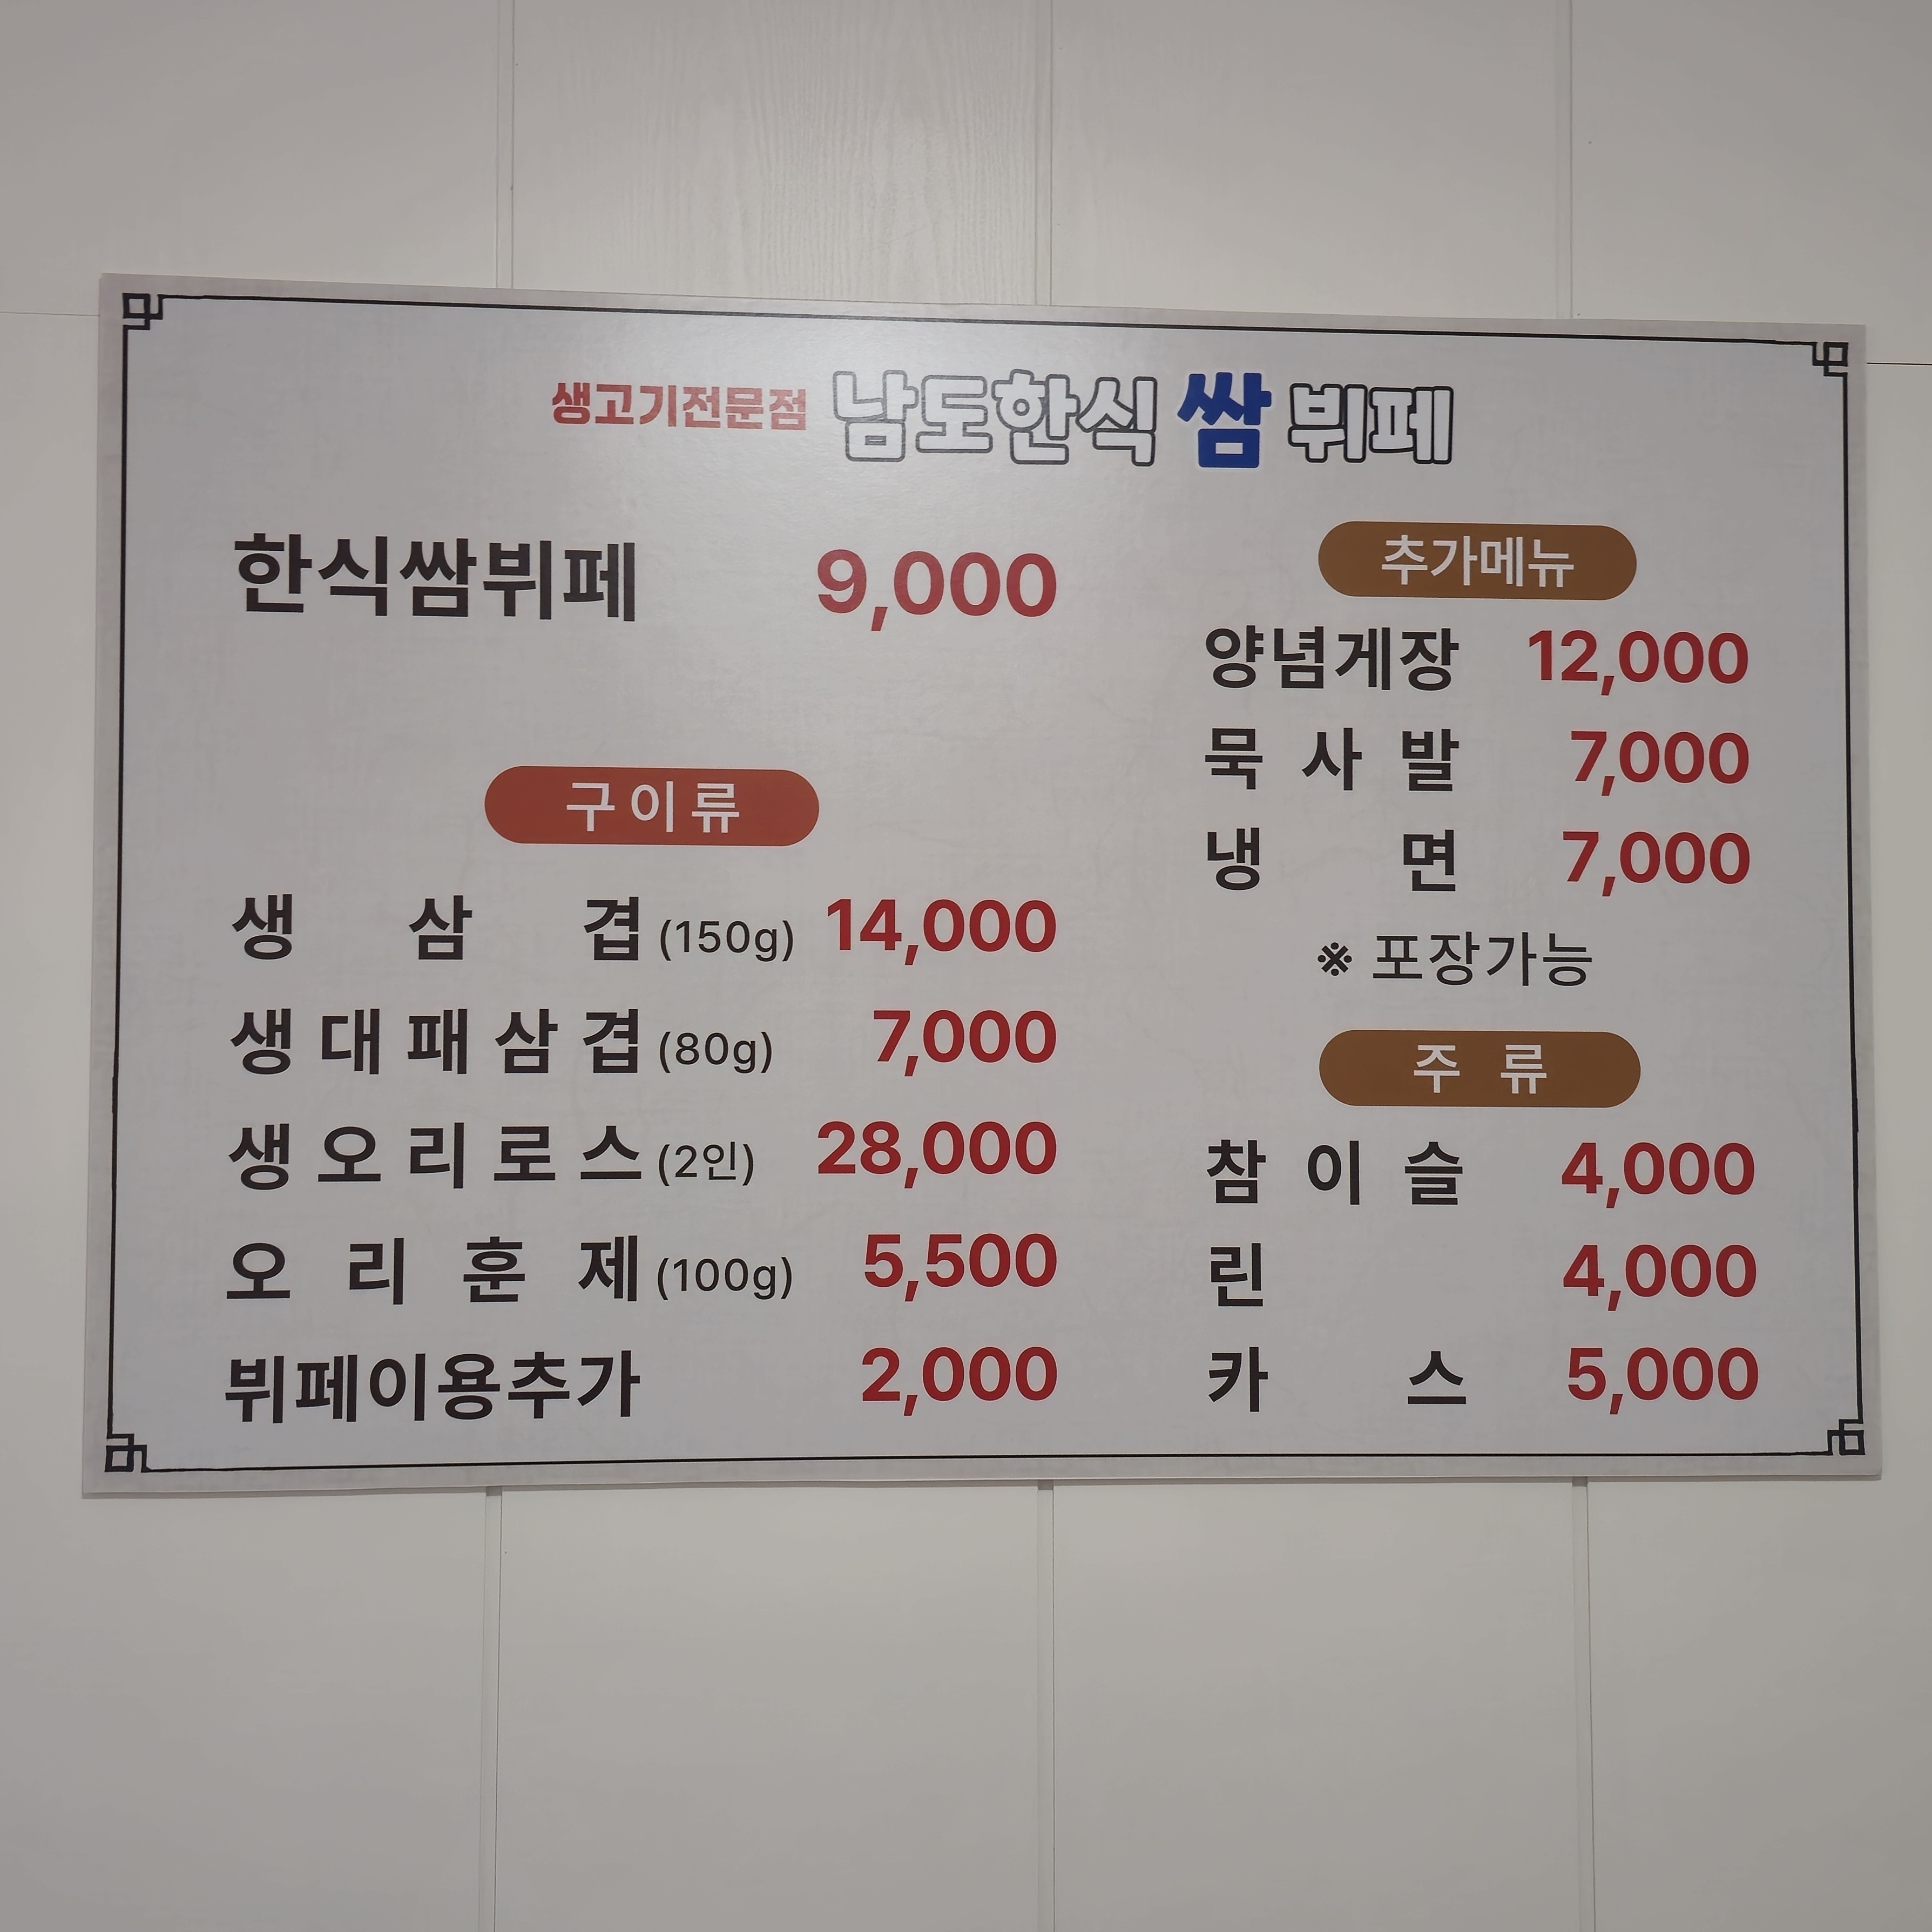 생고기전문점 남도한식 쌈 뷔페
한식쌈뷔페 9,000
구이류
생삼겹 (150g) 14,000
생대패삼겹 (80g) 7,000
생오리로스 (2인) 28,000
오리훈제 (100g) 5,500
뷔페이용추가 2,000
추가메뉴
양념게장 12,000
묵사발 7,000
냉면 7,000
※ 포장가능
주류
참이슬 4,000
린 4,000
카스 5,000